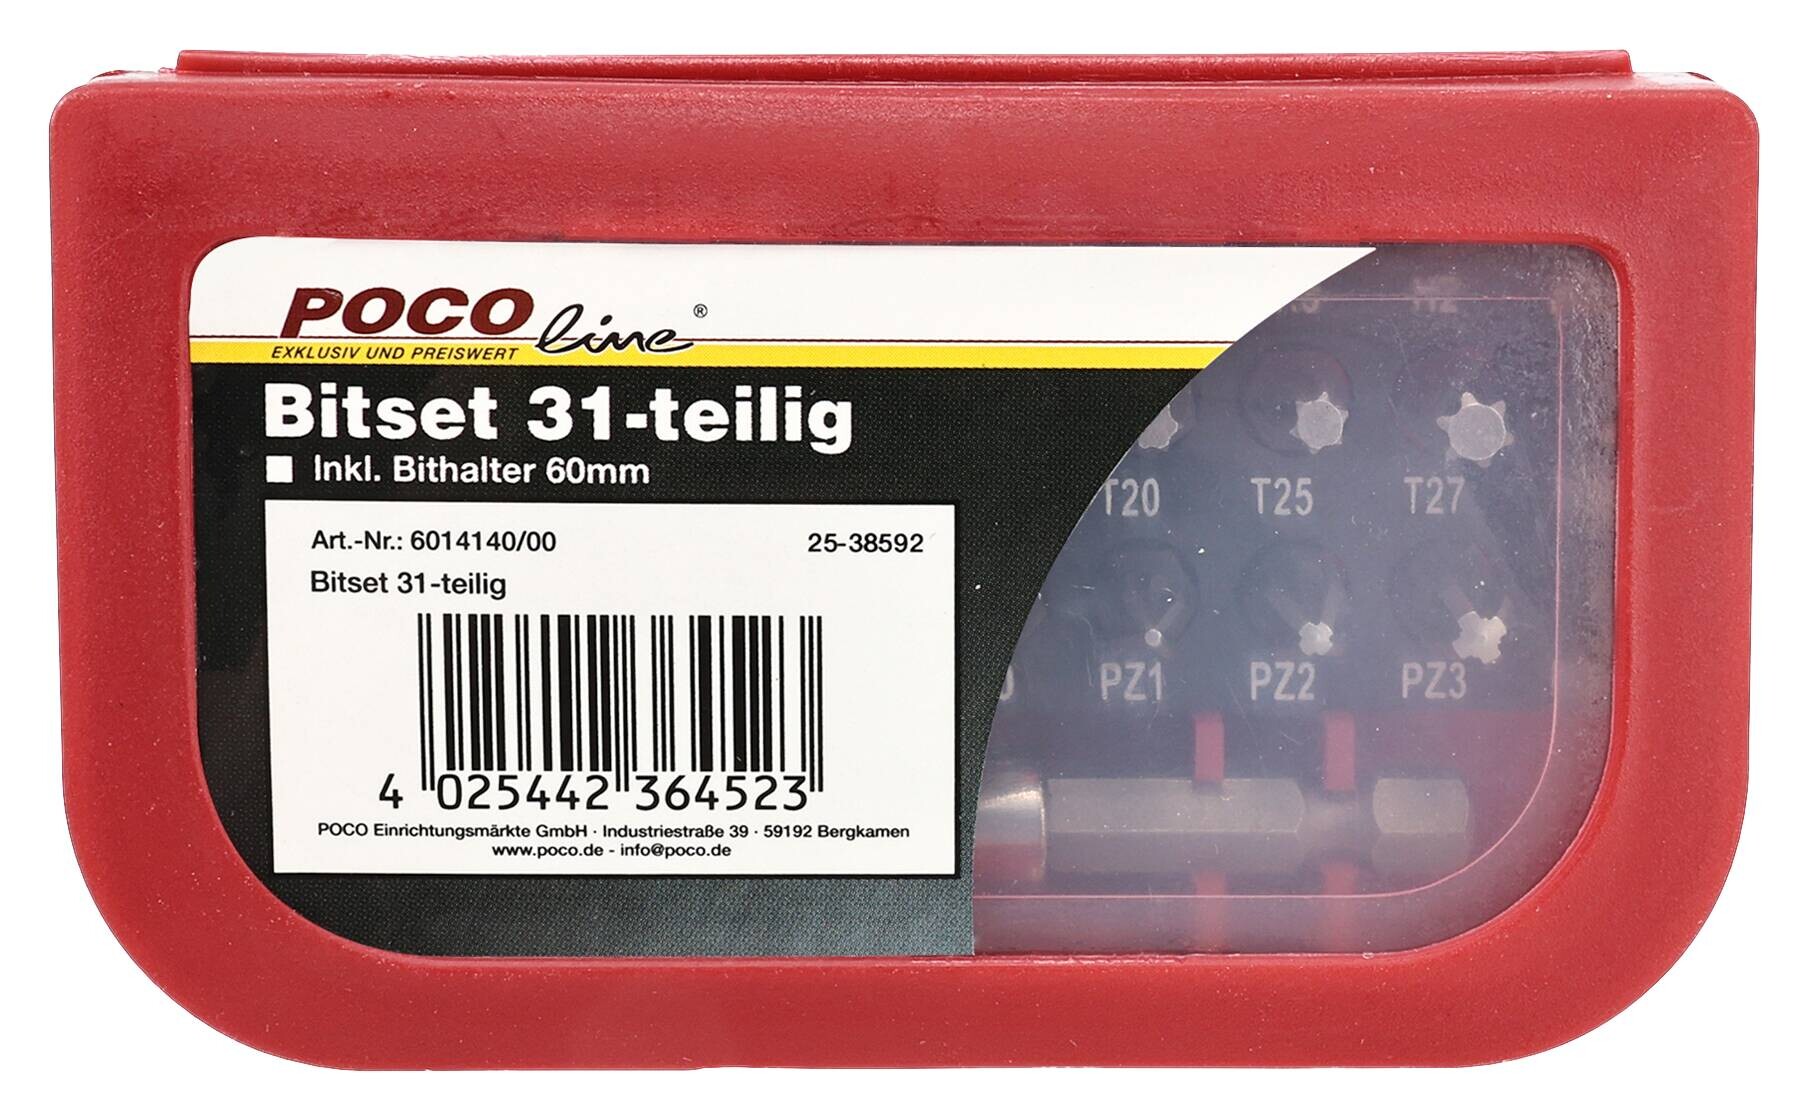 POCO line ®
EXKLUSIV UND PREISWERT
Bitset 31-teilig
Inkl. Bithalter 60mm
Art.-Nr.: 6014140/00 25-38592
Bitset 31-teilig
4 025442 364523
POCO Einrichtungsmärkte GmbH · Industriestraße 39 · 59192 Bergkamen
www.poco.de - info@poco.de
T20 T25 T27
PZ1 PZ2 PZ3